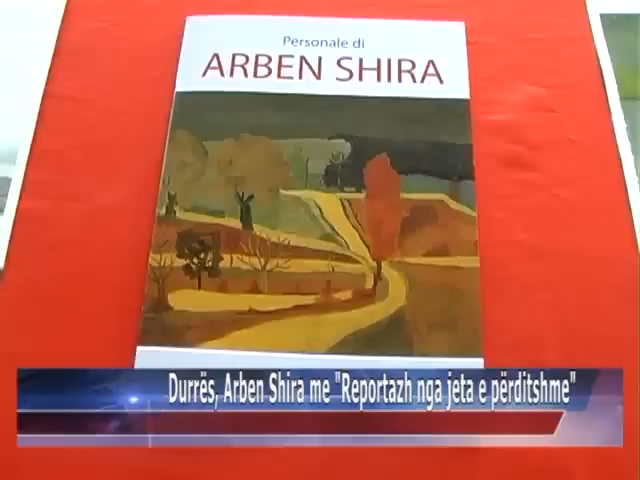 Personale di
ARBEN SHIRA
Durrës, Arben Shira me "Reportazh nga jeta e përditshme"